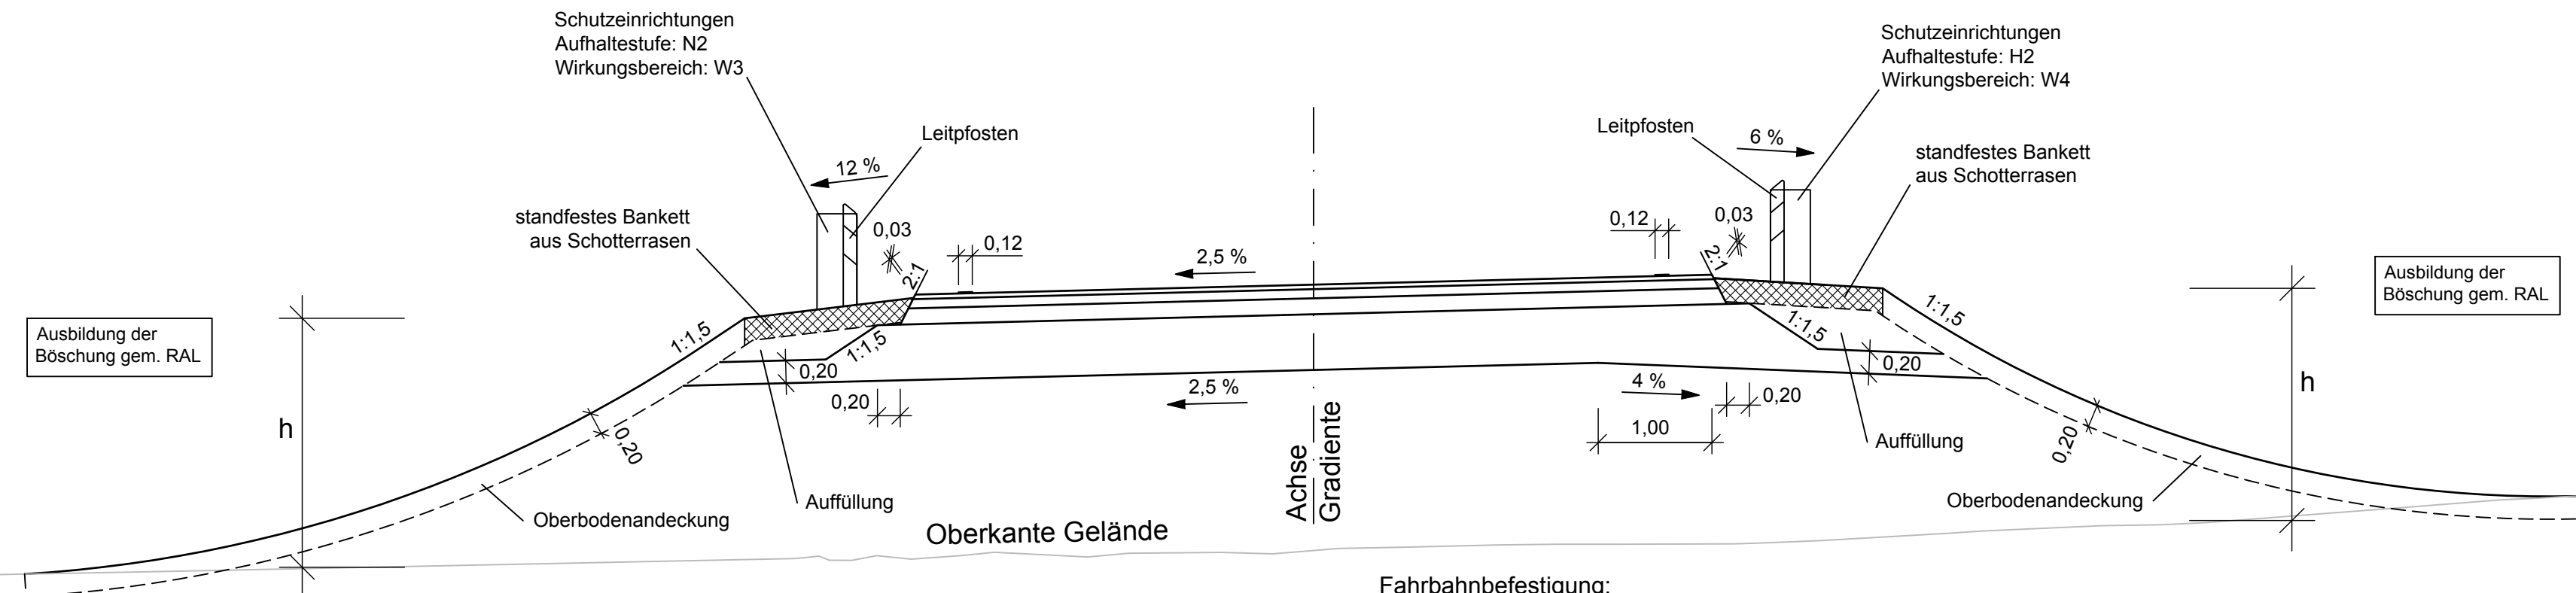 Schutzeinrichtungen
Aufhaltestufe: N2
Wirkungsbereich: W3
Leitpfosten
12 %
standfestes Bankett
aus Schotterrasen
0,03
0,12
2:1
2,5 %
Schutzeinrichtungen
Aufhaltestufe: H2
Wirkungsbereich: W4
Leitpfosten
6 %
standfestes Bankett
aus Schotterrasen
0,12
0,03
2:1
Ausbildung der
Böschung gem. RAL
Ausbildung der
Böschung gem. RAL
1:1,5
1:1,5
0,20
0,20
2,5 %
4 %
0,20
1,00
1:1,5
1:1,5
0,20
h
h
0,20
0,20
Auffüllung
Auffüllung
Oberbodenandeckung
Oberbodenandeckung
Achse
Gradiente
Oberkante Gelände
Fahrbahnbefestigung: